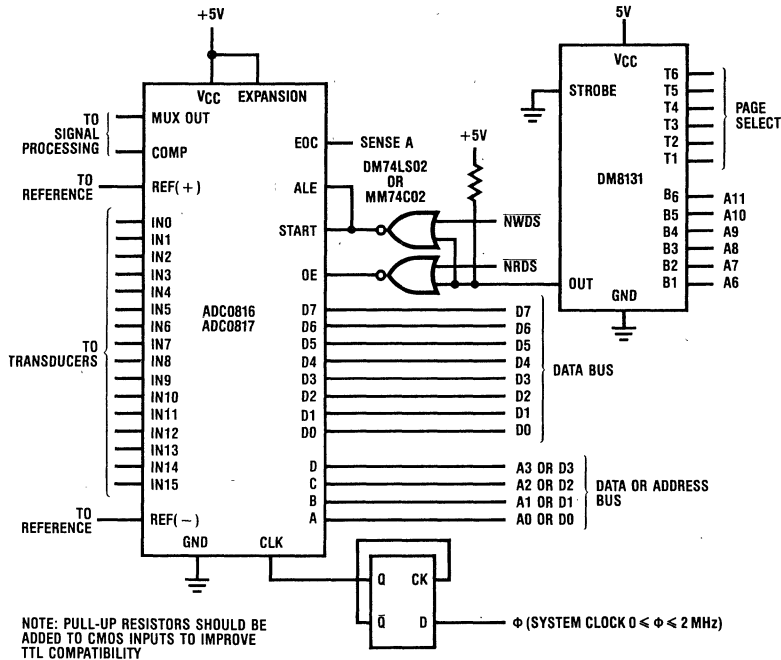 +5V
VCC EXPANSION
MUX OUT
COMP
TO
SIGNAL
PROCESSING
TO
REFERENCE
REF(+)
IN0
IN1
IN2
IN3
IN4
IN5
IN6
IN7
IN8
IN9
IN10
IN11
IN12
IN13
IN14
IN15
TO
TRANSDUCERS
TO
REFERENCE
REF(−)
GND
CLK
ADC0816
ADC0817
EOC
SENSE A
ALE
START
OE
D7
D6
D5
D4
D3
D2
D1
D0
D
C
B
A
DM74LS02
OR
MM74C02
+5V
N̅W̅D̅S̅
N̅R̅D̅S̅
5V
VCC
STROBE
DM8131
OUT
GND
T6
T5
T4
T3
T2
T1
PAGE
SELECT
B6 A11
B5 A10
B4 A9
B3 A8
B2 A7
B1 A6
D7
D6
D5
D4
D3
D2
D1
D0
DATA BUS
A3 OR D3
A2 OR D2
A1 OR D1
A0 OR D0
DATA OR ADDRESS
BUS
Q CK
Q̅ D
Φ (SYSTEM CLOCK 0 ≤ Φ ≤ 2 MHz)
NOTE: PULL-UP RESISTORS SHOULD BE
ADDED TO CMOS INPUTS TO IMPROVE
TTL COMPATIBILITY